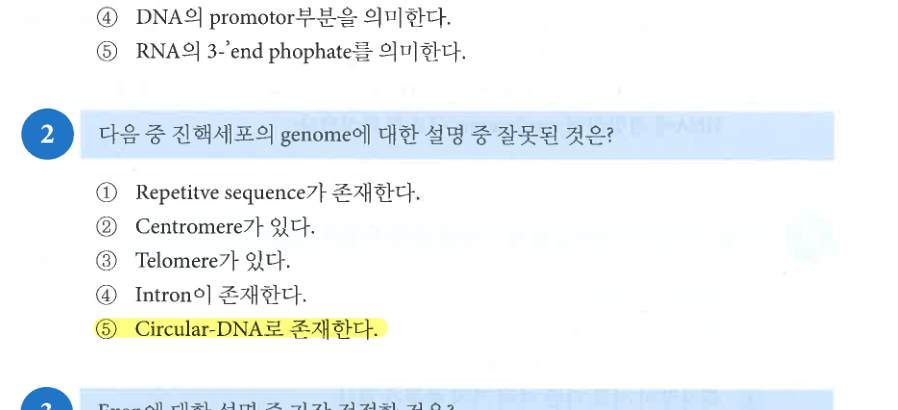 ④ DNA의 promotor부분을 의미한다.
⑤ RNA의 3-’end phophate를 의미한다.
2 다음 중 진핵세포의 genome에 대한 설명 중 잘못된 것은?
① Repetitve sequence가 존재한다.
② Centromere가 있다.
③ Telomere가 있다.
④ Intron이 존재한다.
⑤ Circular-DNA로 존재한다.